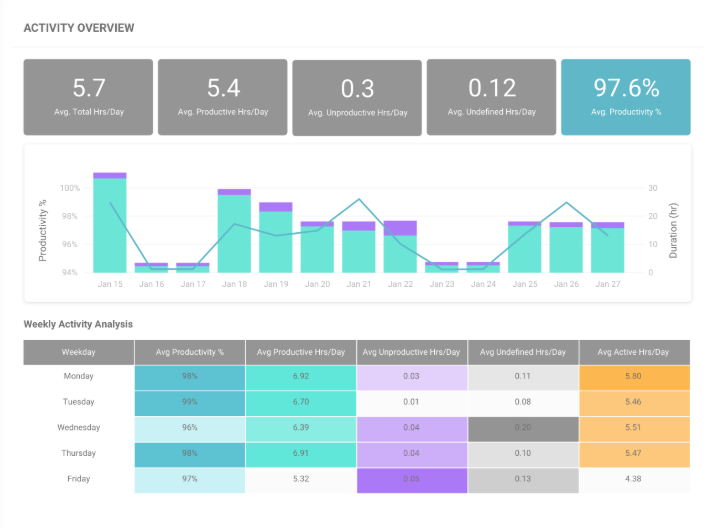 ACTIVITY OVERVIEW
5.7 5.4 0.3 0.12 97.6%
Avg. Total Hrs/Day Avg. Productive Hrs/Day Avg. Unproductive Hrs/Day Avg. Undefined Hrs/Day Avg. Productivity %
Productivity %
100% 30
98% 20
96% 10
94% 0
Duration (hr)
Jan 15 Jan 16 Jan 17 Jan 18 Jan 19 Jan 20 Jan 21 Jan 22 Jan 23 Jan 24 Jan 25 Jan 26 Jan 27
Weekly Activity Analysis
Weekday Avg Productivity % Avg Productive Hrs/Day Avg Unproductive Hrs/Day Avg Undefined Hrs/Day Avg Active Hrs/Day
Monday 98% 6.92 0.03 0.11 5.80
Tuesday 99% 6.70 0.01 0.08 5.46
Wednesday 96% 6.39 0.04 0.20 5.51
Thursday 98% 6.91 0.04 0.10 5.47
Friday 97% 5.32 0.05 0.13 4.38